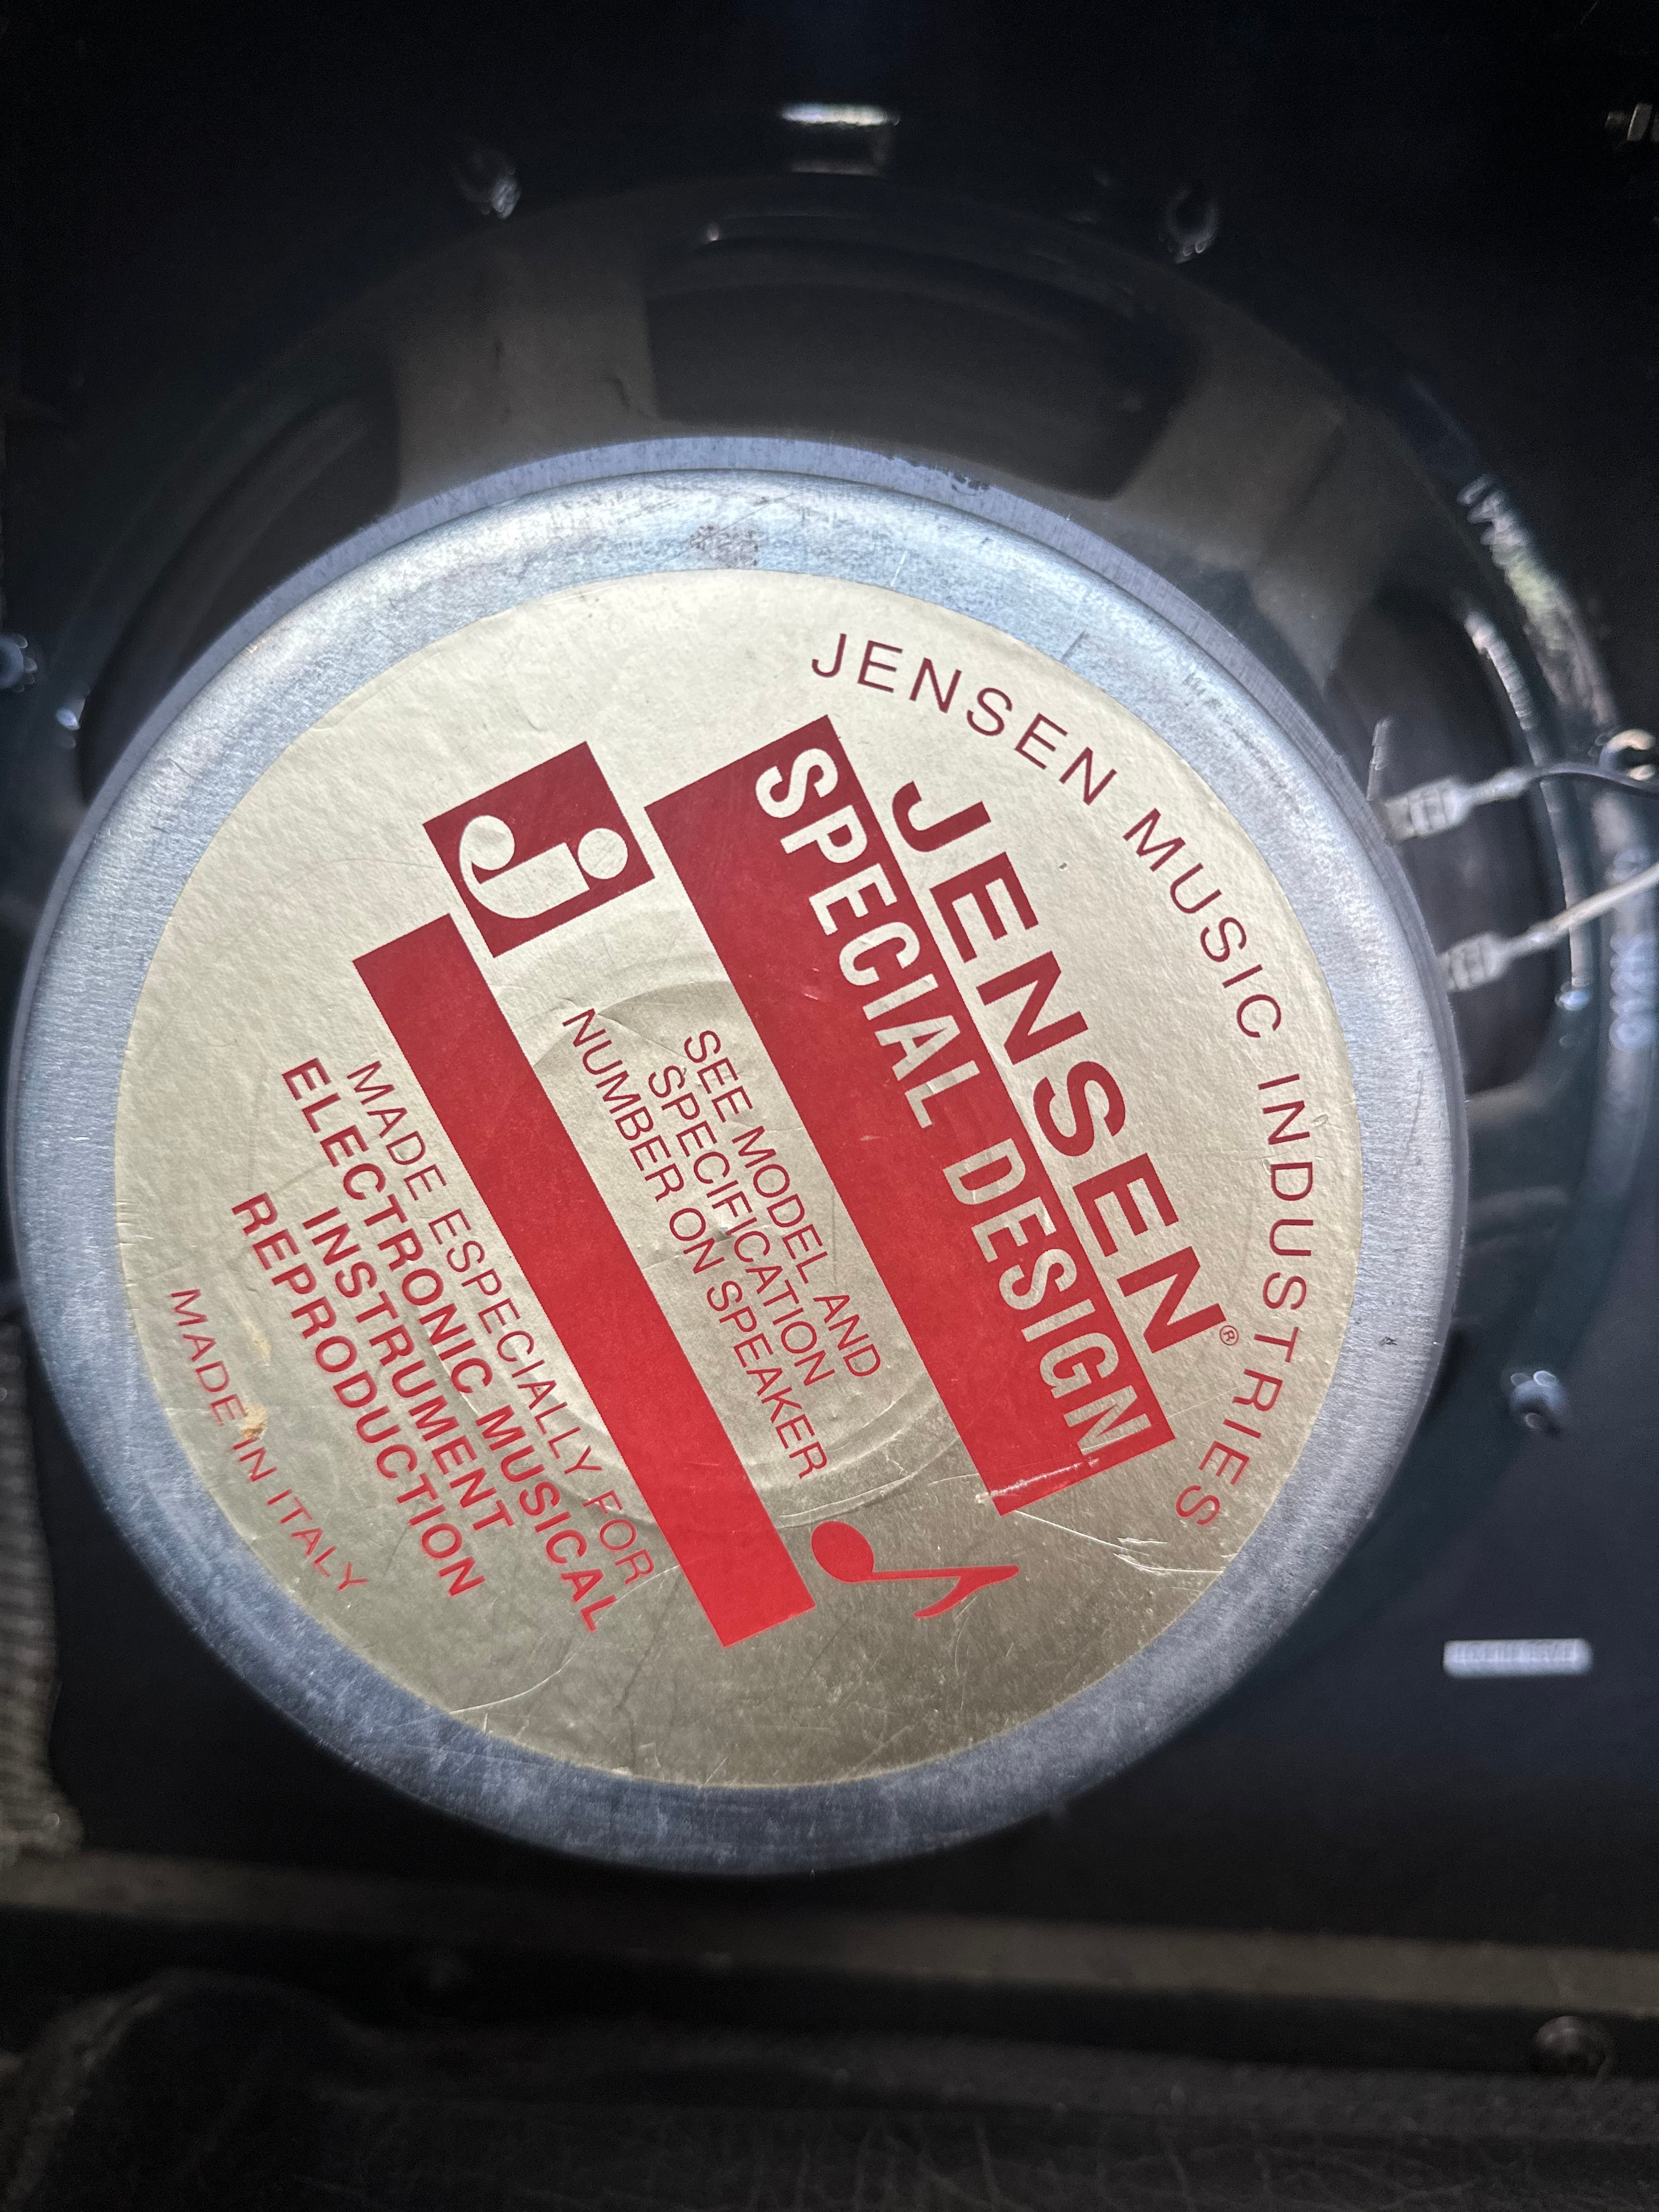 JENSEN MUSIC INDUSTRIES
JENSEN®
SPECIAL DESIGN
SEE MODEL AND
SPECIFICATION
NUMBER ON SPEAKER
j
MADE ESPECIALLY FOR
ELECTRONIC MUSICAL
INSTRUMENT
REPRODUCTION
MADE IN ITALY